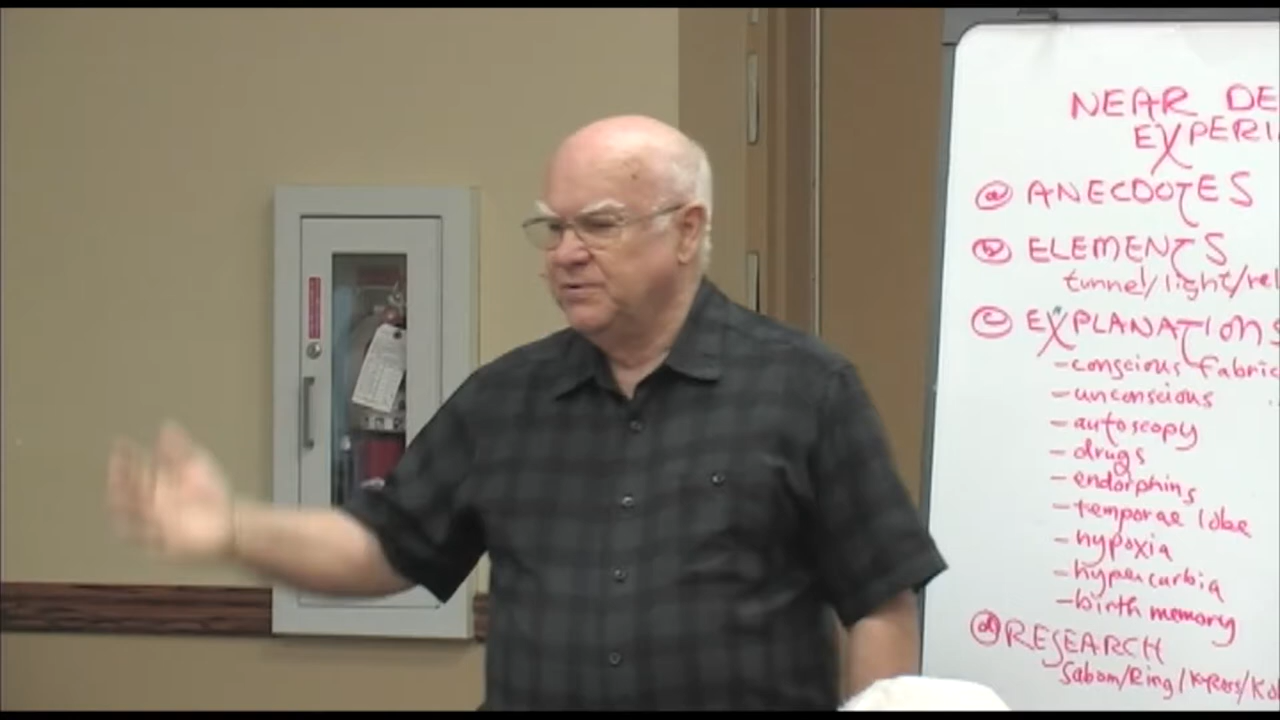 NEAR DE
EXPERI
ⓐ ANECDOTES
ⓑ ELEMENTS
tunnel/light/rel
ⓒ EXPLANATIONS
- conscious fabric
- unconscious
- autoscopy
- drugs
- endorphins
- temporal lobe
- hypoxia
- hypercarbia
- birth memory
ⓓ RESEARCH
Sabom/Ring/